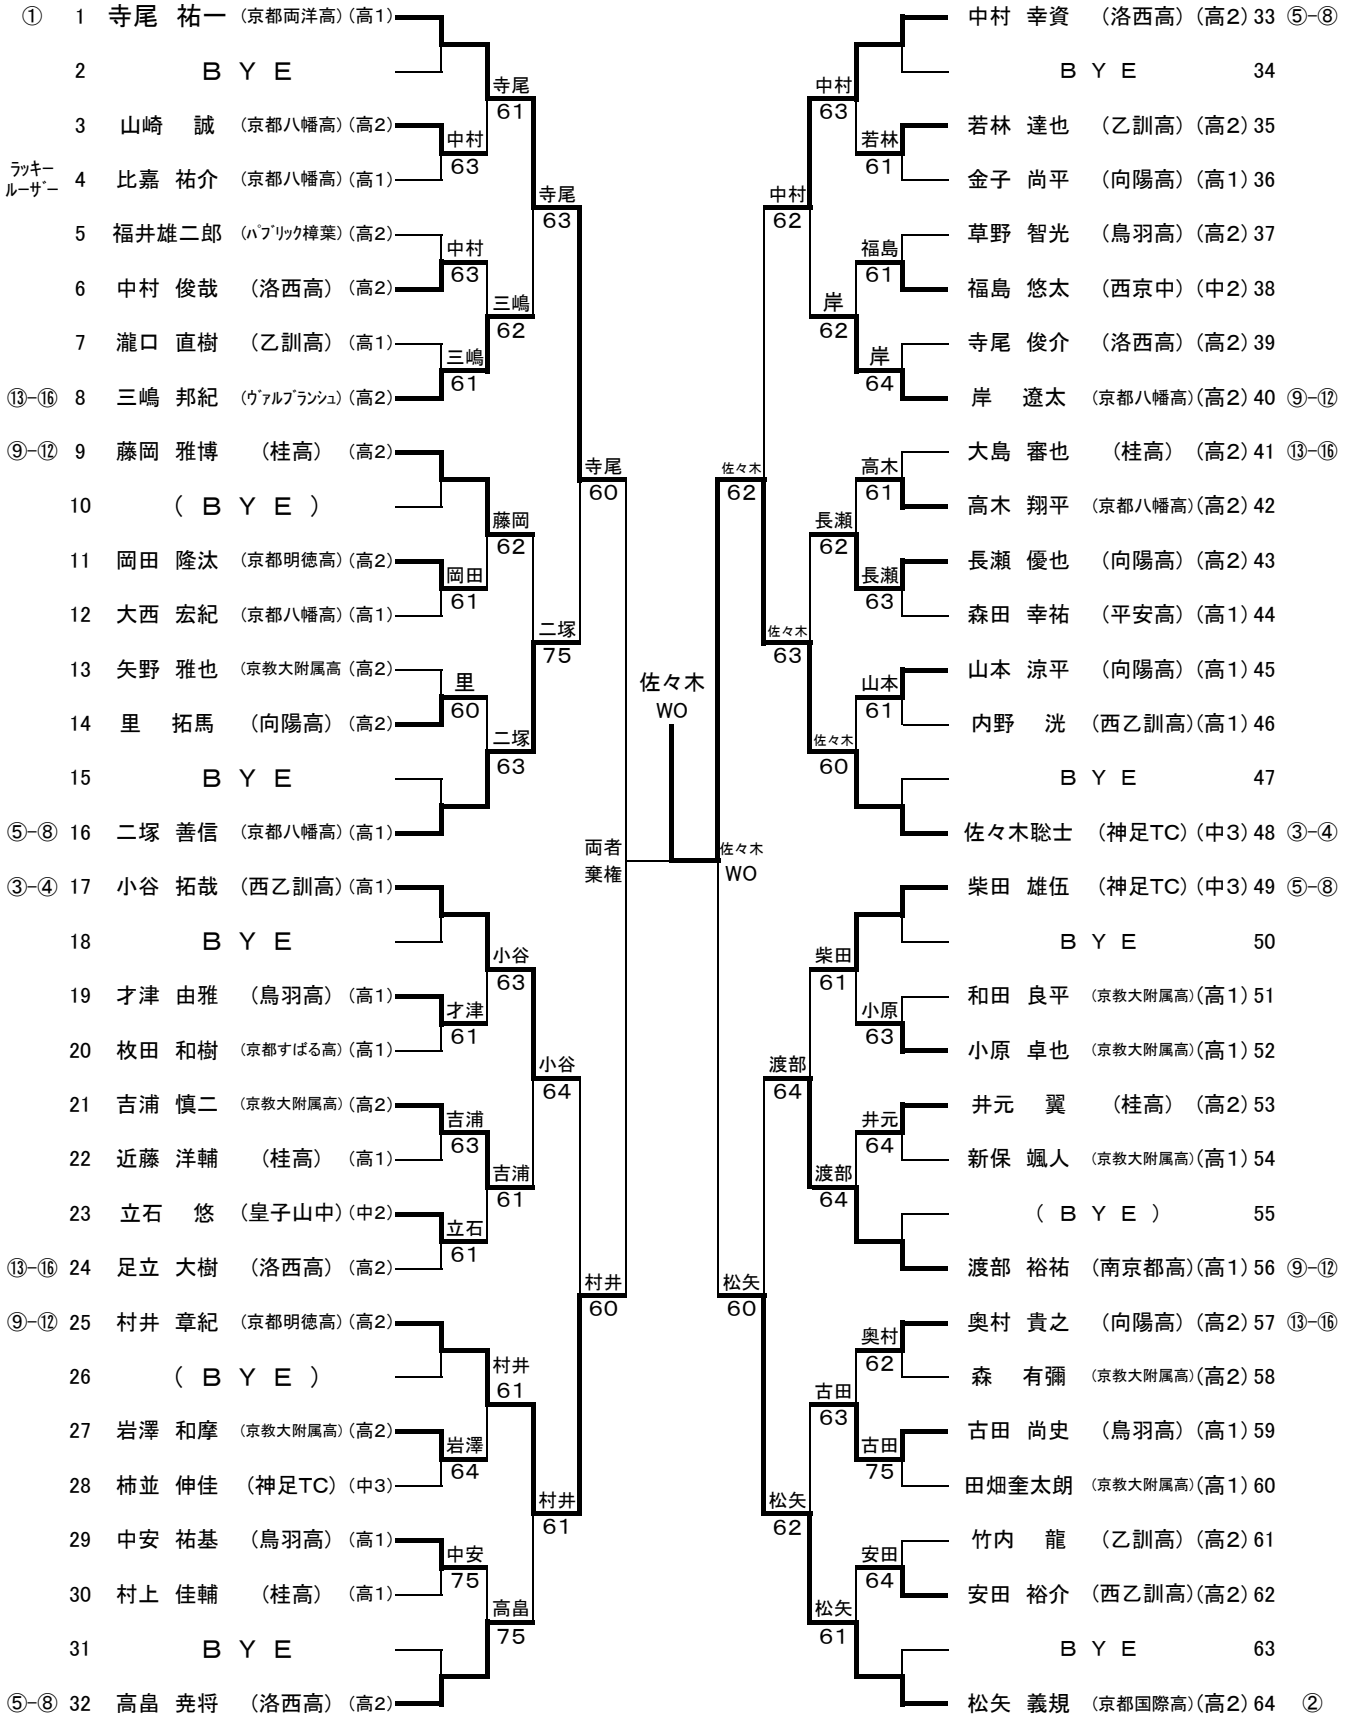 ① 1 寺尾 祐一 (京都両洋高) (高1)
2 B Y E
寺尾
61
3 山崎 誠 (京都八幡高) (高2)
中村
63
ラッキー
ルーザー 4 比嘉 祐介 (京都八幡高) (高1)
寺尾
63
5 福井雄二郎 (パブリック樟葉) (高2)
中村
63
6 中村 俊哉 (洛西高) (高2)
三嶋
62
7 瀧口 直樹 (乙訓高) (高1)
三嶋
61
⑬-⑯ 8 三嶋 邦紀 (ヴァルブランシュ) (高2)
⑨-⑫ 9 藤岡 雅博 (桂高) (高2)
寺尾
60
10 ( B Y E )
藤岡
62
11 岡田 隆汰 (京都明徳高) (高2)
岡田
61
12 大西 宏紀 (京都八幡高) (高1)
二塚
75
13 矢野 雅也 (京教大附属高 (高2)
里
60
14 里 拓馬 (向陽高) (高2)
二塚
63
15 B Y E
⑤-⑧ 16 二塚 善信 (京都八幡高) (高1)
両者
棄権
③-④ 17 小谷 拓哉 (西乙訓高) (高1)
18 B Y E
小谷
63
19 才津 由雅 (鳥羽高) (高1)
才津
61
20 枚田 和樹 (京都すばる高) (高1)
小谷
64
21 吉浦 慎二 (京教大附属高) (高2)
吉浦
63
22 近藤 洋輔 (桂高) (高1)
吉浦
61
23 立石 悠 (皇子山中) (中2)
立石
61
⑬-⑯ 24 足立 大樹 (洛西高) (高2)
村井
60
⑨-⑫ 25 村井 章紀 (京都明徳高) (高2)
26 ( B Y E )
村井
61
27 岩澤 和摩 (京教大附属高) (高2)
岩澤
64
28 柿並 伸佳 (神足TC) (中3)
村井
61
29 中安 祐基 (鳥羽高) (高1)
中安
75
30 村上 佳輔 (桂高) (高1)
高畠
75
31 B Y E
⑤-⑧ 32 高畠 尭将 (洛西高) (高2)
佐々木
WO
中村 幸資 (洛西高) (高2) 33 ⑤-⑧
B Y E 34
中村
63
若林 達也 (乙訓高) (高2) 35
若林
61
金子 尚平 (向陽高) (高1) 36
中村
62
草野 智光 (鳥羽高) (高2) 37
福島
61
福島 悠太 (西京中) (中2) 38
岸
62
寺尾 俊介 (洛西高) (高2) 39
岸
64
岸 遼太 (京都八幡高) (高2) 40 ⑨-⑫
大島 審也 (桂高) (高2) 41 ⑬-⑯
佐々木
62
高木
61
高木 翔平 (京都八幡高) (高2) 42
長瀬
62
長瀬 優也 (向陽高) (高2) 43
長瀬
63
森田 幸祐 (平安高) (高1) 44
佐々木
63
山本 涼平 (向陽高) (高1) 45
山本
61
内野 洸 (西乙訓高) (高1) 46
佐々木
60
B Y E 47
佐々木聡士 (神足TC) (中3) 48 ③-④
佐々木
WO
柴田 雄伍 (神足TC) (中3) 49 ⑤-⑧
B Y E 50
柴田
61
和田 良平 (京教大附属高) (高1) 51
小原
63
小原 卓也 (京教大附属高) (高1) 52
渡部
64
井元 翼 (桂高) (高2) 53
井元
64
新保 颯人 (京教大附属高) (高1) 54
渡部
64
( B Y E ) 55
渡部 裕祐 (南京都高) (高1) 56 ⑨-⑫
松矢
60
奥村 貴之 (向陽高) (高2) 57 ⑬-⑯
奥村
62
森 有彌 (京教大附属高) (高2) 58
古田
63
古田 尚史 (鳥羽高) (高1) 59
古田
75
田畑奎太朗 (京教大附属高) (高1) 60
松矢
62
竹内 龍 (乙訓高) (高2) 61
安田
64
安田 裕介 (西乙訓高) (高2) 62
松矢
61
B Y E 63
松矢 義規 (京都国際高) (高2) 64 ②